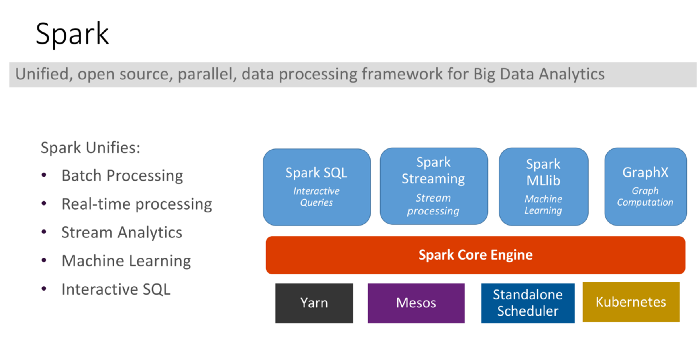 Spark
Unified, open source, parallel, data processing framework for Big Data Analytics
Spark Unifies:
• Batch Processing
• Real-time processing
• Stream Analytics
• Machine Learning
• Interactive SQL
Spark SQL
Interactive
Queries
Spark
Streaming
Stream
processing
Spark
MLlib
Machine
Learning
GraphX
Graph
Computation
Spark Core Engine
Yarn
Mesos
Standalone
Scheduler
Kubernetes